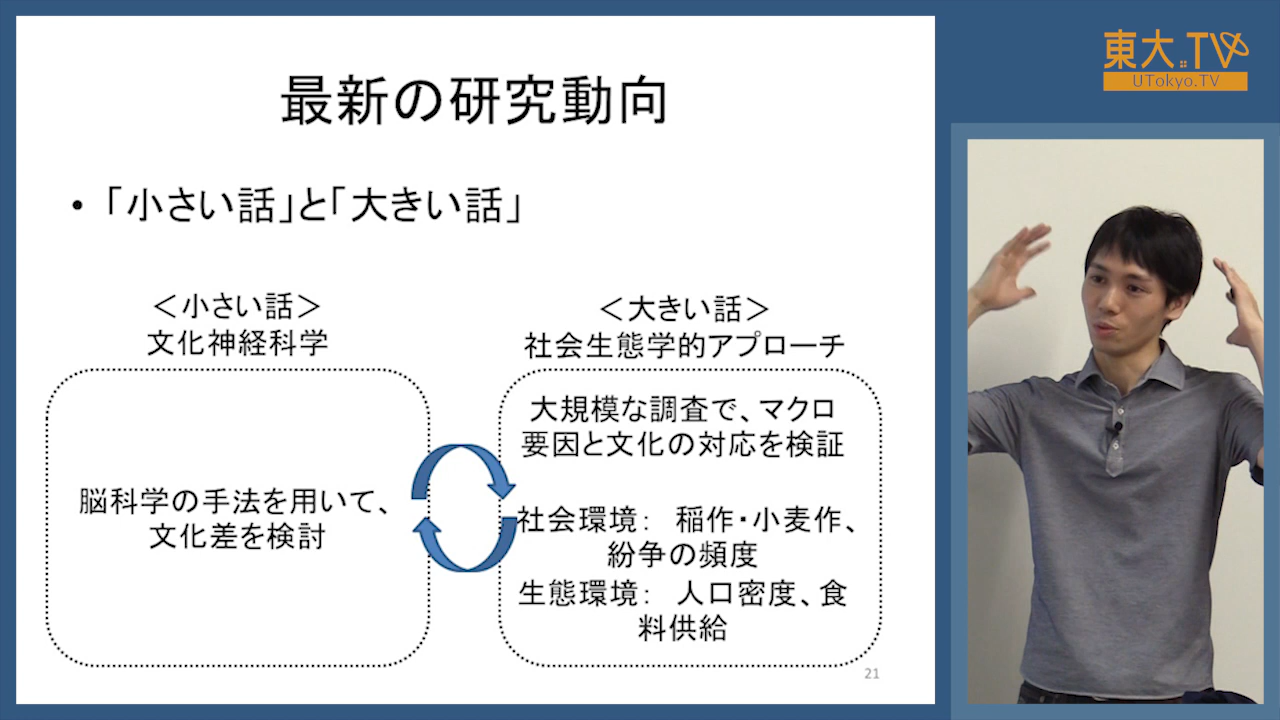 東大.TV
UTokyo.TV
最新の研究動向
• 「小さい話」と「大きい話」
＜小さい話＞
文化神経科学
脳科学の手法を用いて、
文化差を検討
＜大きい話＞
社会生態学的アプローチ
大規模な調査で、マクロ
要因と文化の対応を検証
社会環境： 稲作・小麦作、
紛争の頻度
生態環境： 人口密度、食
料供給
21